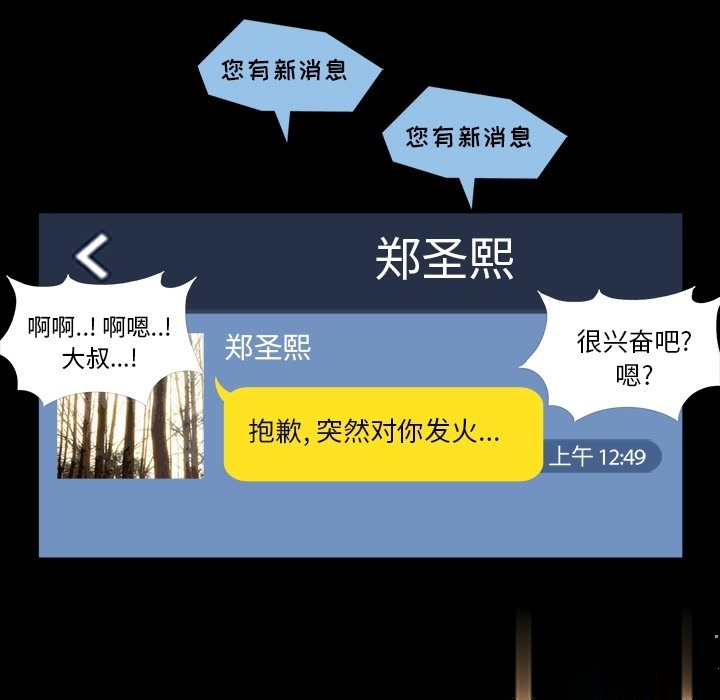 您有新消息
您有新消息
郑圣熙
啊啊..! 啊嗯..!
大叔...!
很兴奋吧?
嗯?
郑圣熙
抱歉, 突然对你发火...
上午 12:49